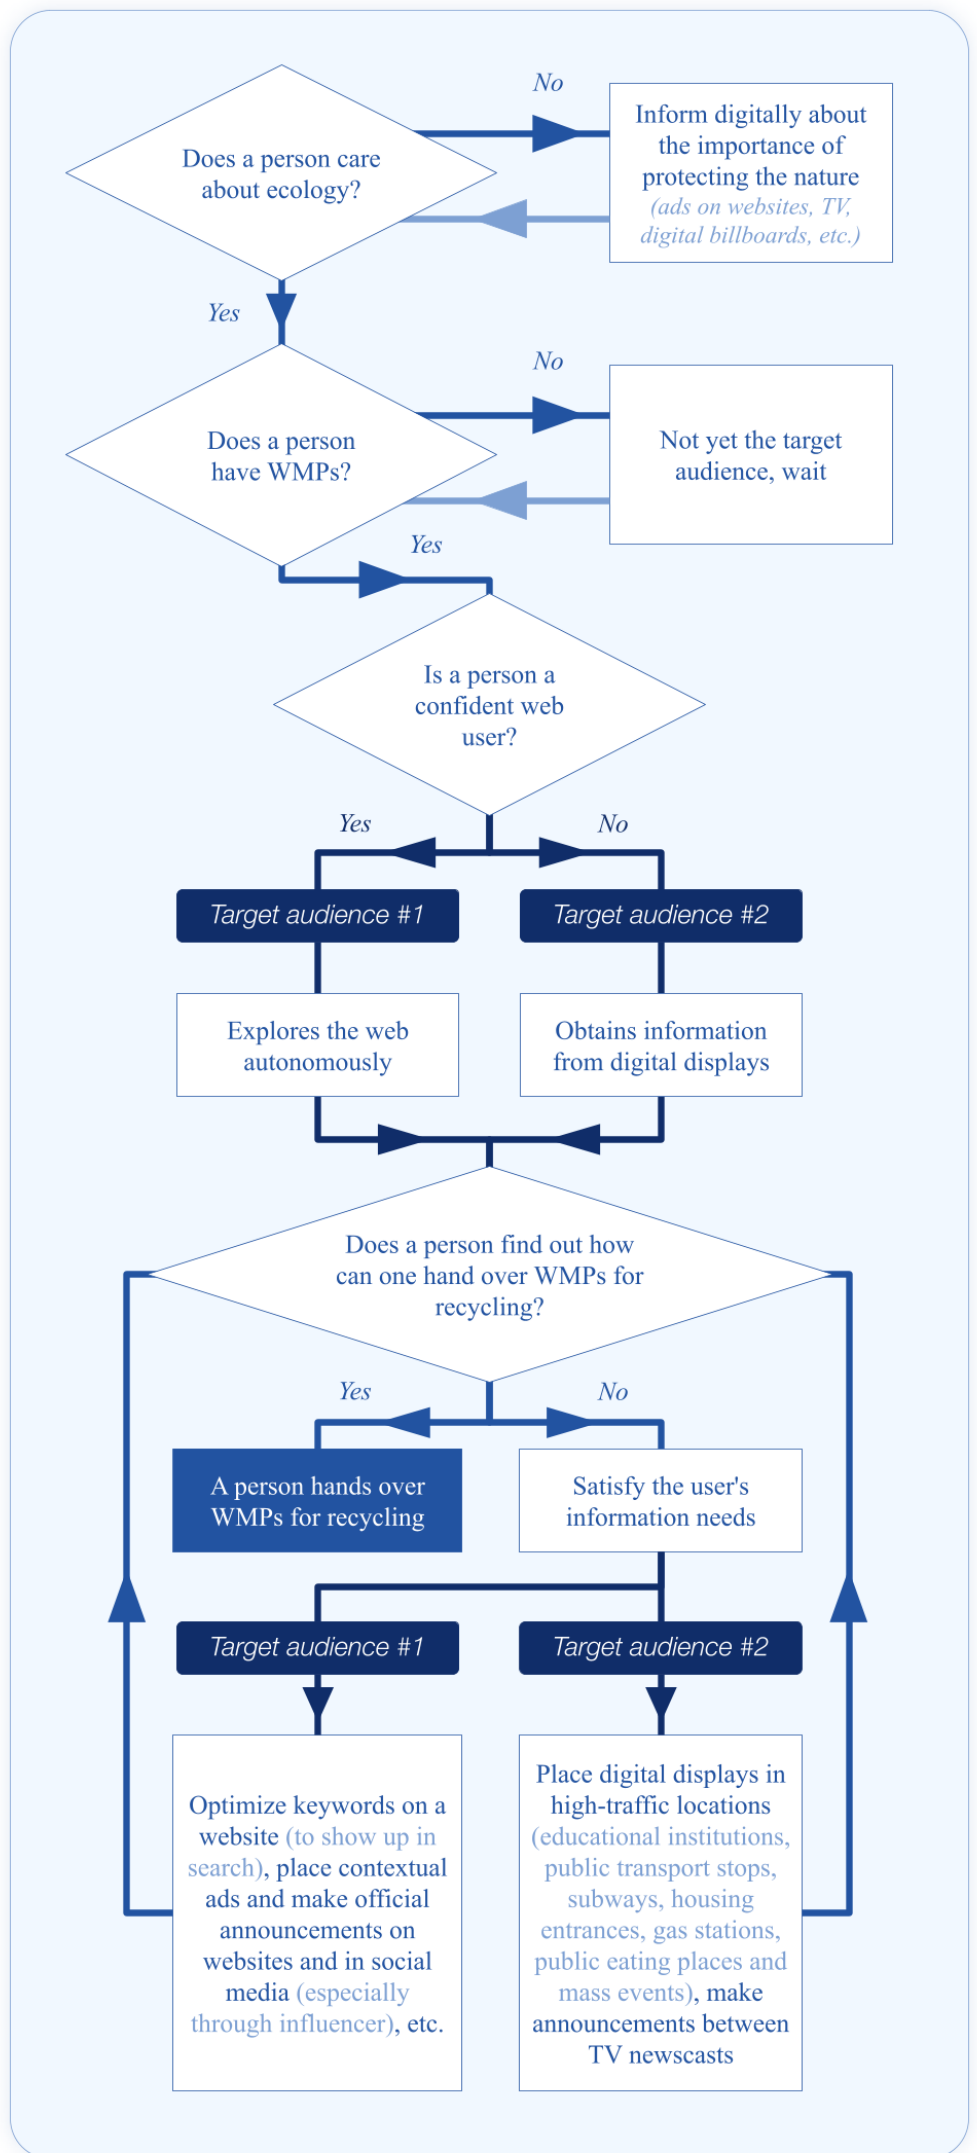 No
Does a person care
about ecology?
Inform digitally about
the importance of
protecting the nature
(ads on websites, TV,
digital billboards, etc.)
Yes
No
Does a person
have WMPs?
Not yet the target
audience, wait
Yes
Is a person a
confident web
user?
Yes
No
Target audience #1
Target audience #2
Explores the web
autonomously
Obtains information
from digital displays
Does a person find out how
can one hand over WMPs for
recycling?
Yes
No
A person hands over
WMPs for recycling
Satisfy the user's
information needs
Target audience #1
Target audience #2
Optimize keywords on a
website (to show up in
search), place contextual
ads and make official
announcements on
websites and in social
media (especially
through influencer), etc.
Place digital displays in
high-traffic locations
(educational institutions,
public transport stops,
subways, housing
entrances, gas stations,
public eating places and
mass events), make
announcements between
TV newscasts